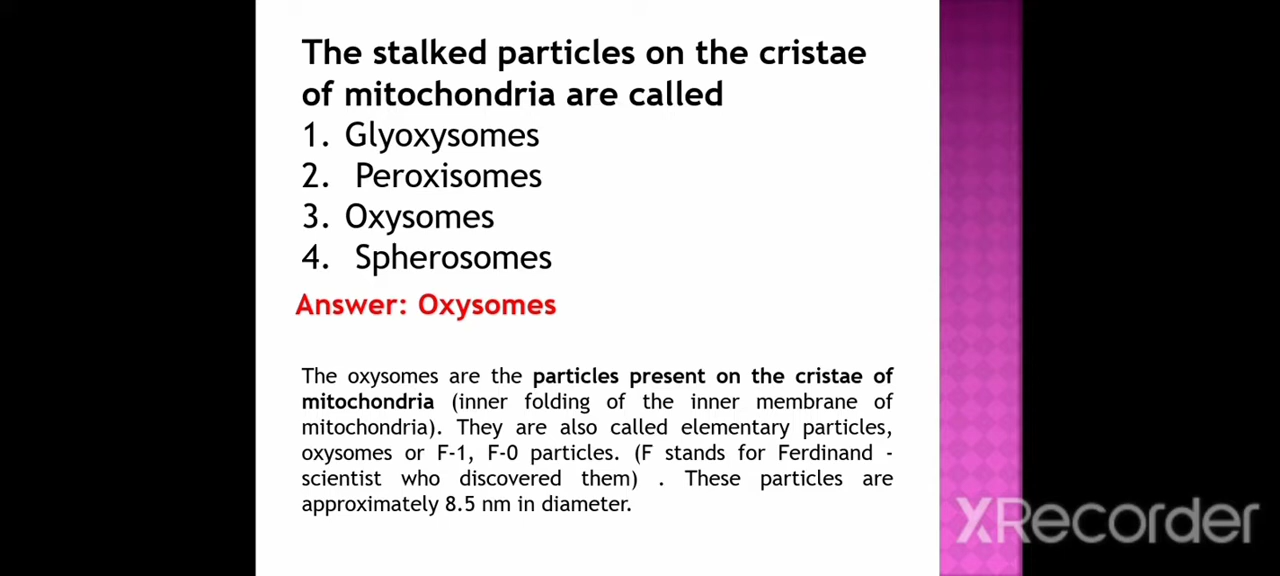 The stalked particles on the cristae
of mitochondria are called
1. Glyoxysomes
2. Peroxisomes
3. Oxysomes
4. Spherosomes
Answer: Oxysomes
The oxysomes are the particles present on the cristae of
mitochondria (inner folding of the inner membrane of
mitochondria). They are also called elementary particles,
oxysomes or F-1, F-0 particles. (F stands for Ferdinand -
scientist who discovered them) . These particles are
approximately 8.5 nm in diameter.
XRecorder